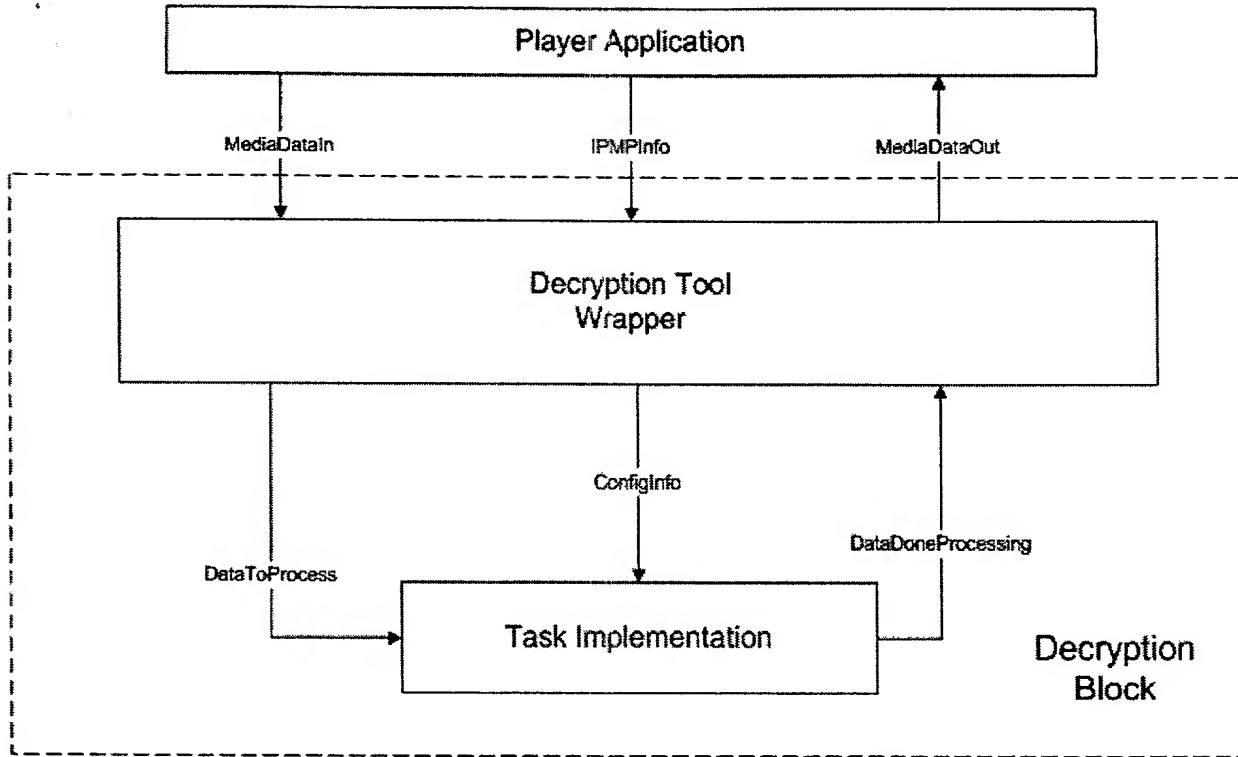 Player Application
MediaDataIn
IPMPInfo
MediaDataOut
Decryption Tool
Wrapper
ConfigInfo
DataDoneProcessing
DataToProcess
Task Implementation
Decryption
Block